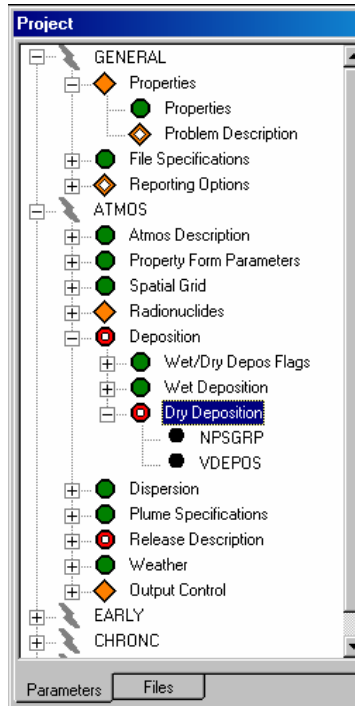 Project
GENERAL
Properties
Properties
Problem Description
File Specifications
Reporting Options
ATMOS
Atmos Description
Property Form Parameters
Spatial Grid
Radionuclides
Deposition
Wet/Dry Depos Flags
Wet Deposition
Dry Deposition
NPSGRP
VDEPOS
Dispersion
Plume Specifications
Release Description
Weather
Output Control
EARLY
CHRONC
Parameters Files